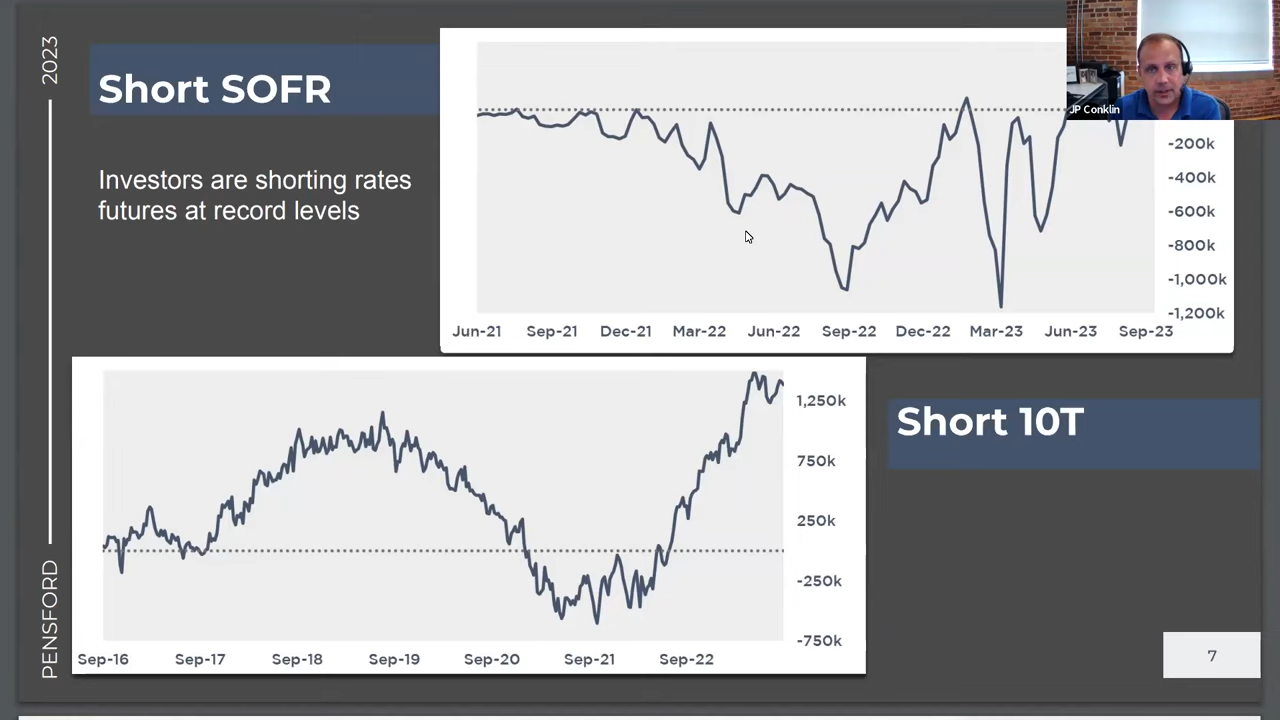 2023
PENSFORD
Short SOFR
Investors are shorting rates
futures at record levels
JP Conklin
-200k
-400k
-600k
-800k
-1,000k
-1,200k
Jun-21 Sep-21 Dec-21 Mar-22 Jun-22 Sep-22 Dec-22 Mar-23 Jun-23 Sep-23
Short 10T
1,250k
750k
250k
-250k
-750k
Sep-16 Sep-17 Sep-18 Sep-19 Sep-20 Sep-21 Sep-22
7